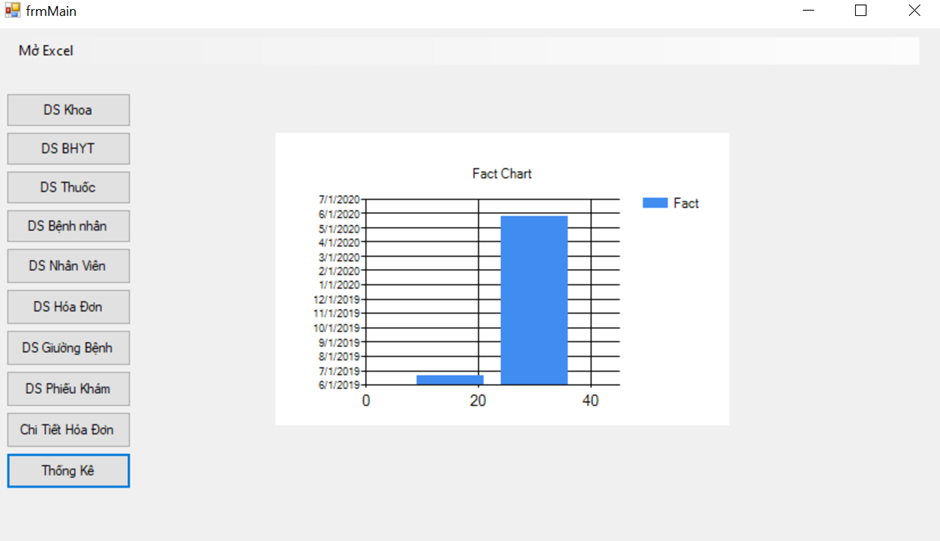 frmMain
Mở Excel
DS Khoa
DS BHYT
DS Thuốc
DS Bệnh nhân
DS Nhân Viên
DS Hóa Đơn
DS Giường Bệnh
DS Phiếu Khám
Chi Tiết Hóa Đơn
Thống Kê
Fact Chart
7/1/2020
6/1/2020
5/1/2020
4/1/2020
3/1/2020
2/1/2020
1/1/2020
12/1/2019
11/1/2019
10/1/2019
9/1/2019
8/1/2019
7/1/2019
6/1/2019
0 20 40
Fact